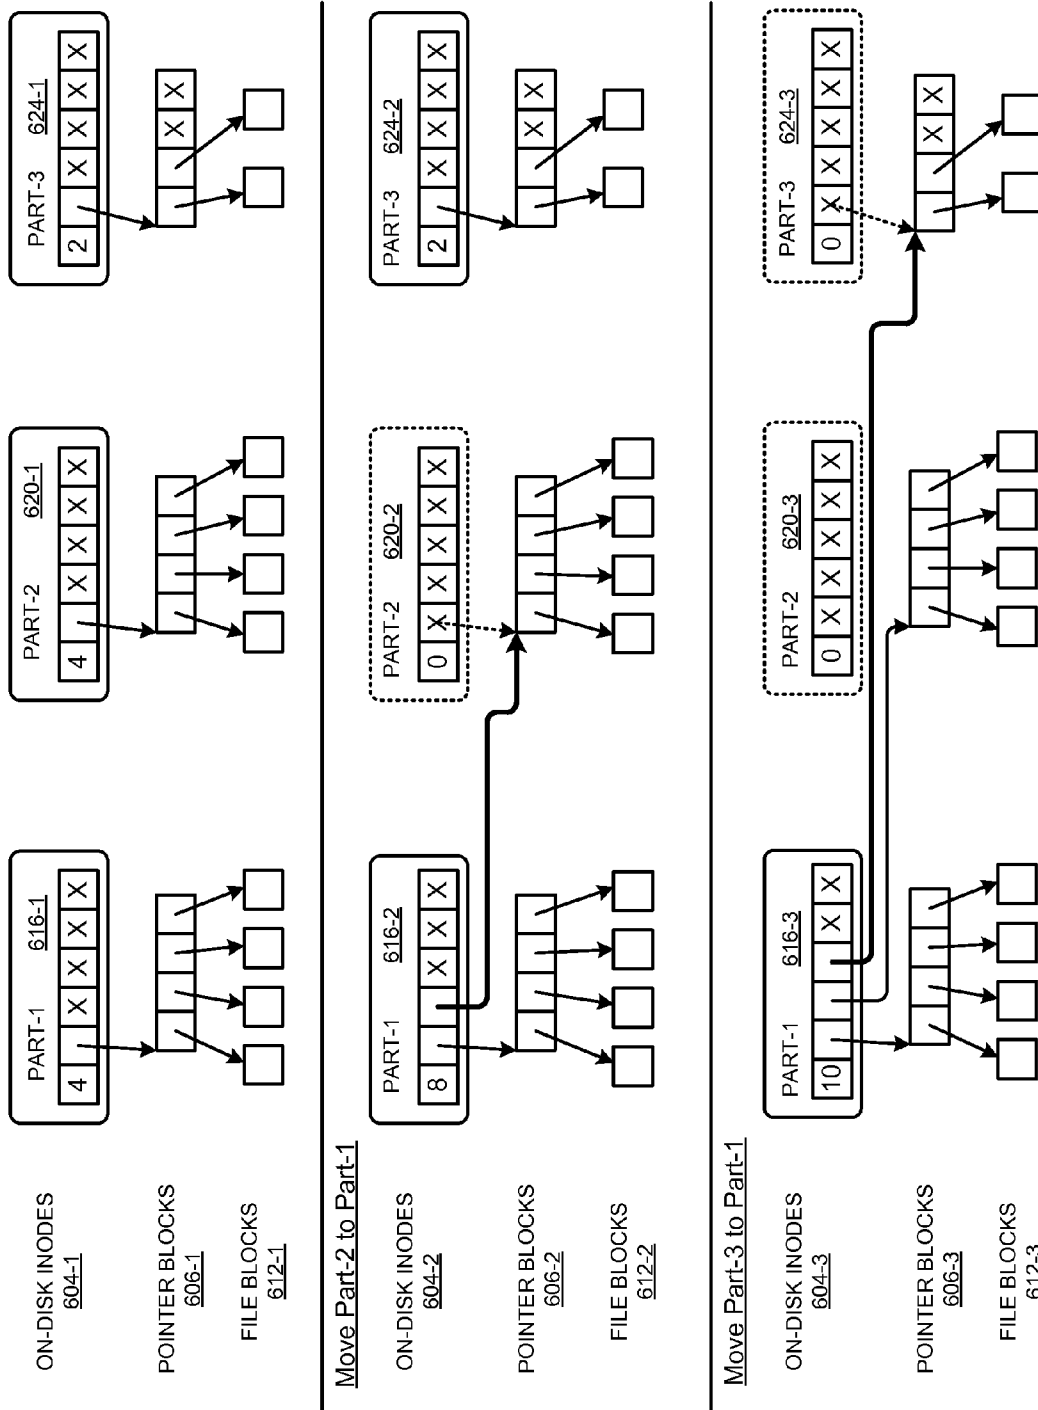 PART-1 616-1 PART-2 620-1 PART-3 624-1
ON-DISK INODES
604-1
4 X X X X 4 X X X X 2 X X X X
POINTER BLOCKS
606-1
X X
FILE BLOCKS
612-1
Move Part-2 to Part-1
PART-1 616-2 PART-2 620-2 PART-3 624-2
ON-DISK INODES
604-2
8 X X X 0 X X X X X 2 X X X X
POINTER BLOCKS
606-2
X X
FILE BLOCKS
612-2
Move Part-3 to Part-1
PART-1 616-3 PART-2 620-3 PART-3 624-3
ON-DISK INODES
604-3
10 X X 0 X X X X X 0 X X X X X
POINTER BLOCKS
606-3
X X
FILE BLOCKS
612-3